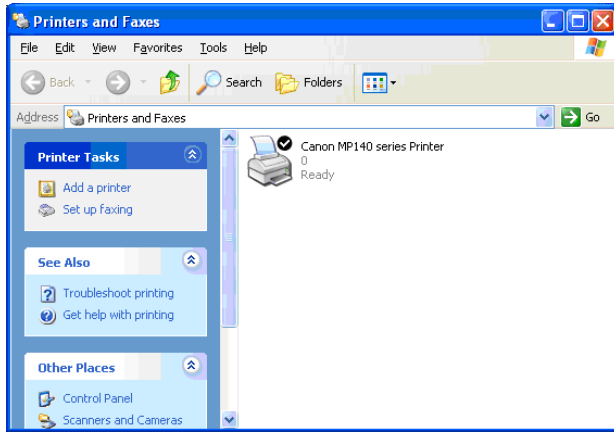 Printers and Faxes
File Edit View Favorites Tools Help
Back Search Folders
Address Printers and Faxes Go
Printer Tasks
Add a printer
Set up faxing
See Also
Troubleshoot printing
Get help with printing
Other Places
Control Panel
Scanners and Cameras
Canon MP140 series Printer
0
Ready